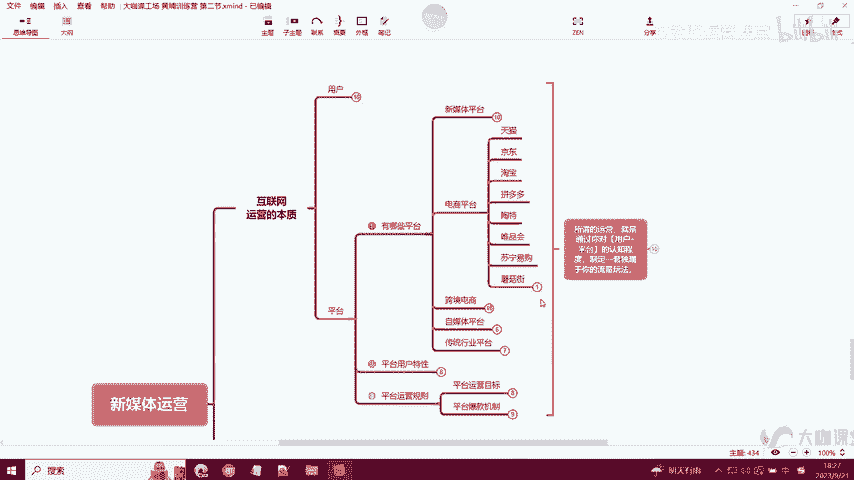 文件 编辑 插入 查看 帮助 大咖课工场 黄埔训练营 第二节.xmind - 已编辑
思维导图 大纲 主题 子主题 联系 概要 外框 笔记 ZEN 分享
bilibili
用户 10
新媒体平台 10
天猫
京东
互联网
运营的本质
淘宝
拼多多
电商平台
陶特
有哪些平台
唯品会
苏宁易购
蘑菇街 1
所谓的运营，就是
通过你对【用户+
平台】的认知程
度，制定一套独属
于你的流量玩法。
平台
跨境电商
自媒体平台 6
传统行业平台 7
平台用户特性 8
平台运营规则
平台运营目标 8
平台爆款机制 9
新媒体运营
大咖课
主题: 434 100%
搜索
明天有雨
中
18:27
2023/9/21